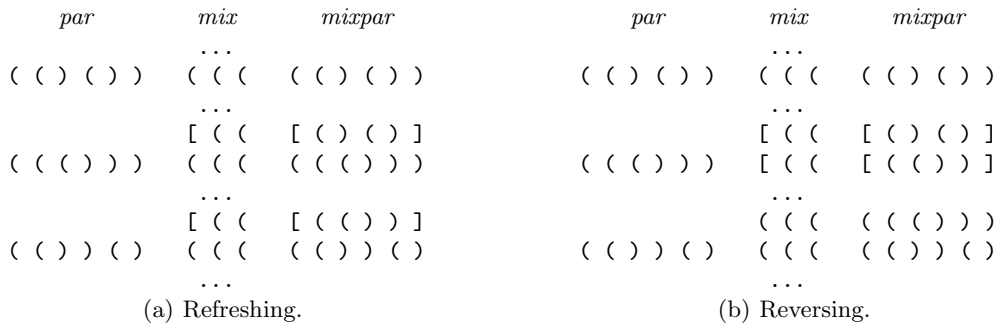 par mix mixpar
...
( ( ) ( ) ) ( ( ( ( ( ) ( ) )
...
[ ( ( [ ( ) ( ) ]
( ( ( ) ) ) ( ( ( ( ( ( ) ) )
...
[ ( ( [ ( ( ) ) ]
( ( ) ) ( ) ( ( ( ( ( ) ) ( )
...
(a) Refreshing.
par mix mixpar
...
( ( ) ( ) ) ( ( ( ( ( ) ( ) )
...
[ ( ( [ ( ) ( ) ]
( ( ( ) ) ) [ ( ( [ ( ( ) ) ]
...
( ( ( ( ( ( ) ) )
( ( ) ) ( ) ( ( ( ( ( ) ) ( )
...
(b) Reversing.